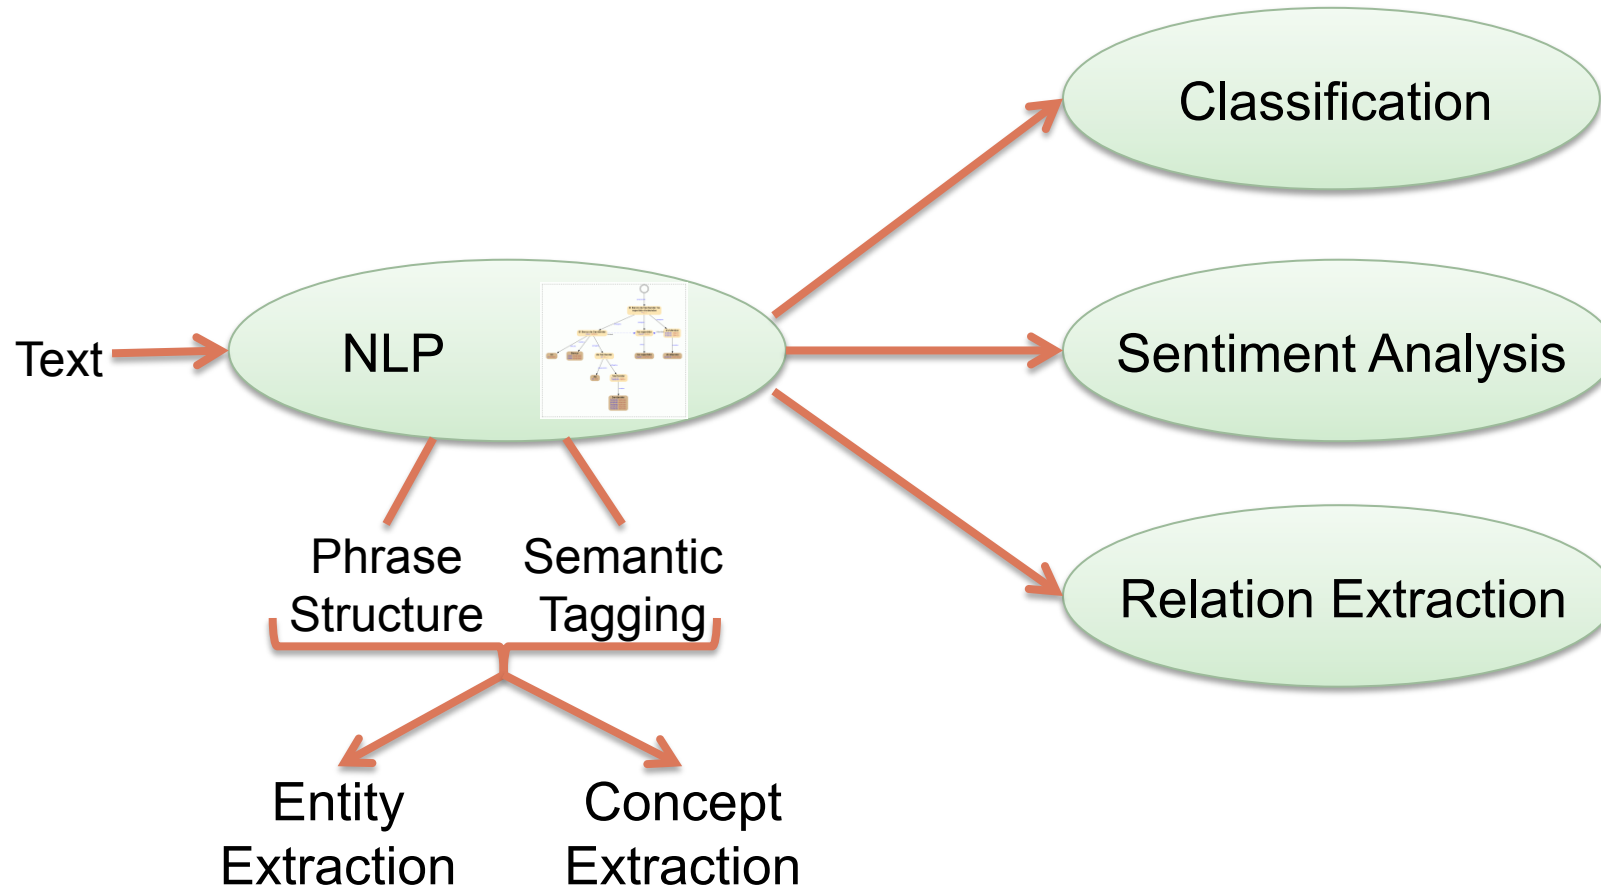 Classification
Text
NLP
Sentiment Analysis
Phrase
Structure
Semantic
Tagging
Relation Extraction
Entity
Extraction
Concept
Extraction